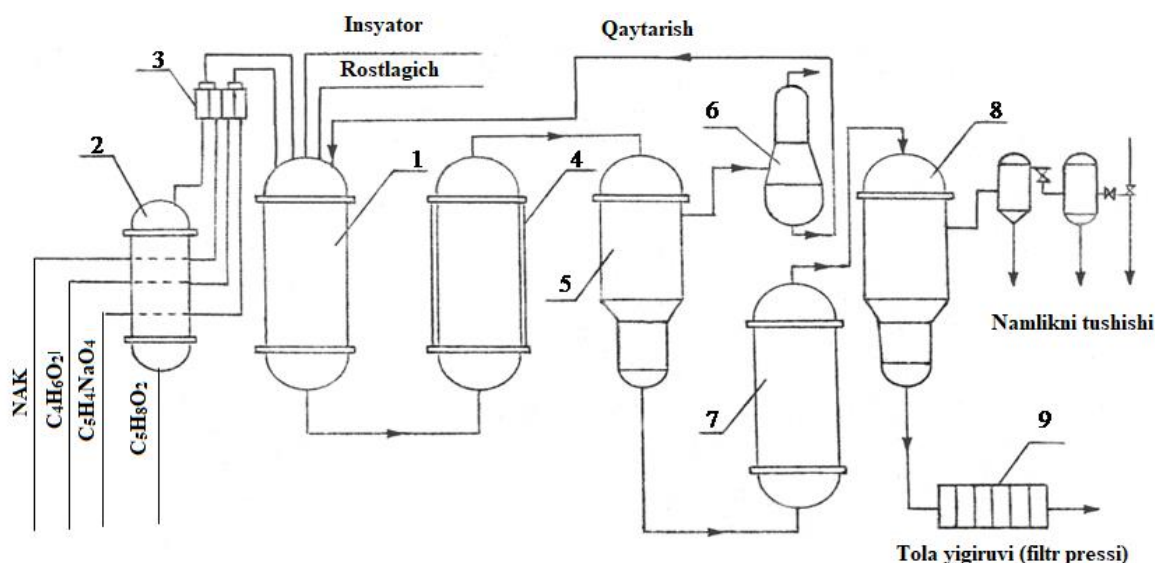 Insyator
Qaytarish
3
Rostlagich
6
8
2
1
4
5
Namlikni tushishi
NAK
C₄H₆O₂|
C₅H₄NaO₄
C₅H₈O₂
7
9
Tola yigiruvi (filtr pressi)